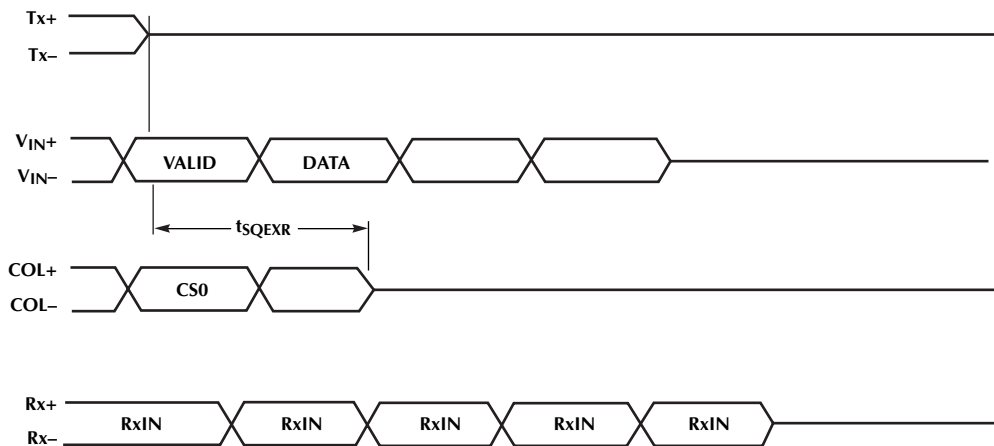 Tx+
Tx–
VIN+
VALID DATA
VIN–
tSQEXR
COL+
CS0
COL–
Rx+
RxIN RxIN RxIN RxIN RxIN
Rx–